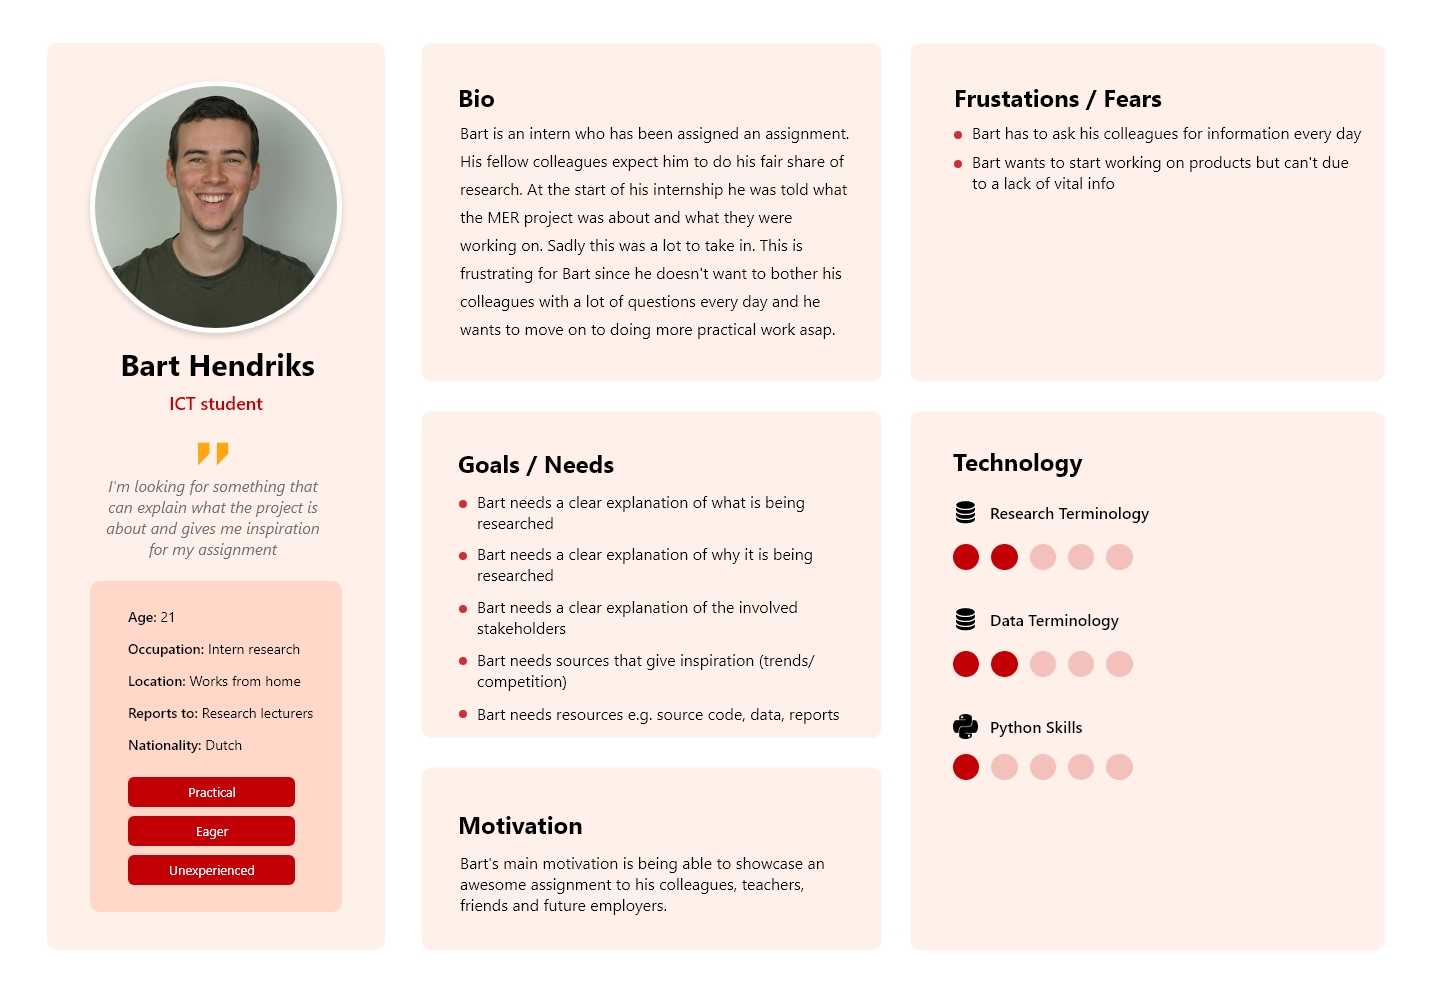 Bart Hendriks
ICT student
I'm looking for something that
can explain what the project is
about and gives me inspiration
for my assignment
Age: 21
Occupation: Intern research
Location: Works from home
Reports to: Research lecturers
Nationality: Dutch
Practical
Eager
Unexperienced
Bio
Bart is an intern who has been assigned an assignment.
His fellow colleagues expect him to do his fair share of
research. At the start of his internship he was told what
the MER project was about and what they were
working on. Sadly this was a lot to take in. This is
frustrating for Bart since he doesn't want to bother his
colleagues with a lot of questions every day and he
wants to move on to doing more practical work asap.
Goals / Needs
Bart needs a clear explanation of what is being
researched
Bart needs a clear explanation of why it is being
researched
Bart needs a clear explanation of the involved
stakeholders
Bart needs sources that give inspiration (trends/
competition)
Bart needs resources e.g. source code, data, reports
Motivation
Bart's main motivation is being able to showcase an
awesome assignment to his colleagues, teachers,
friends and future employers.
Frustations / Fears
Bart has to ask his colleagues for information every day
Bart wants to start working on products but can't due
to a lack of vital info
Technology
Research Terminology
Data Terminology
Python Skills